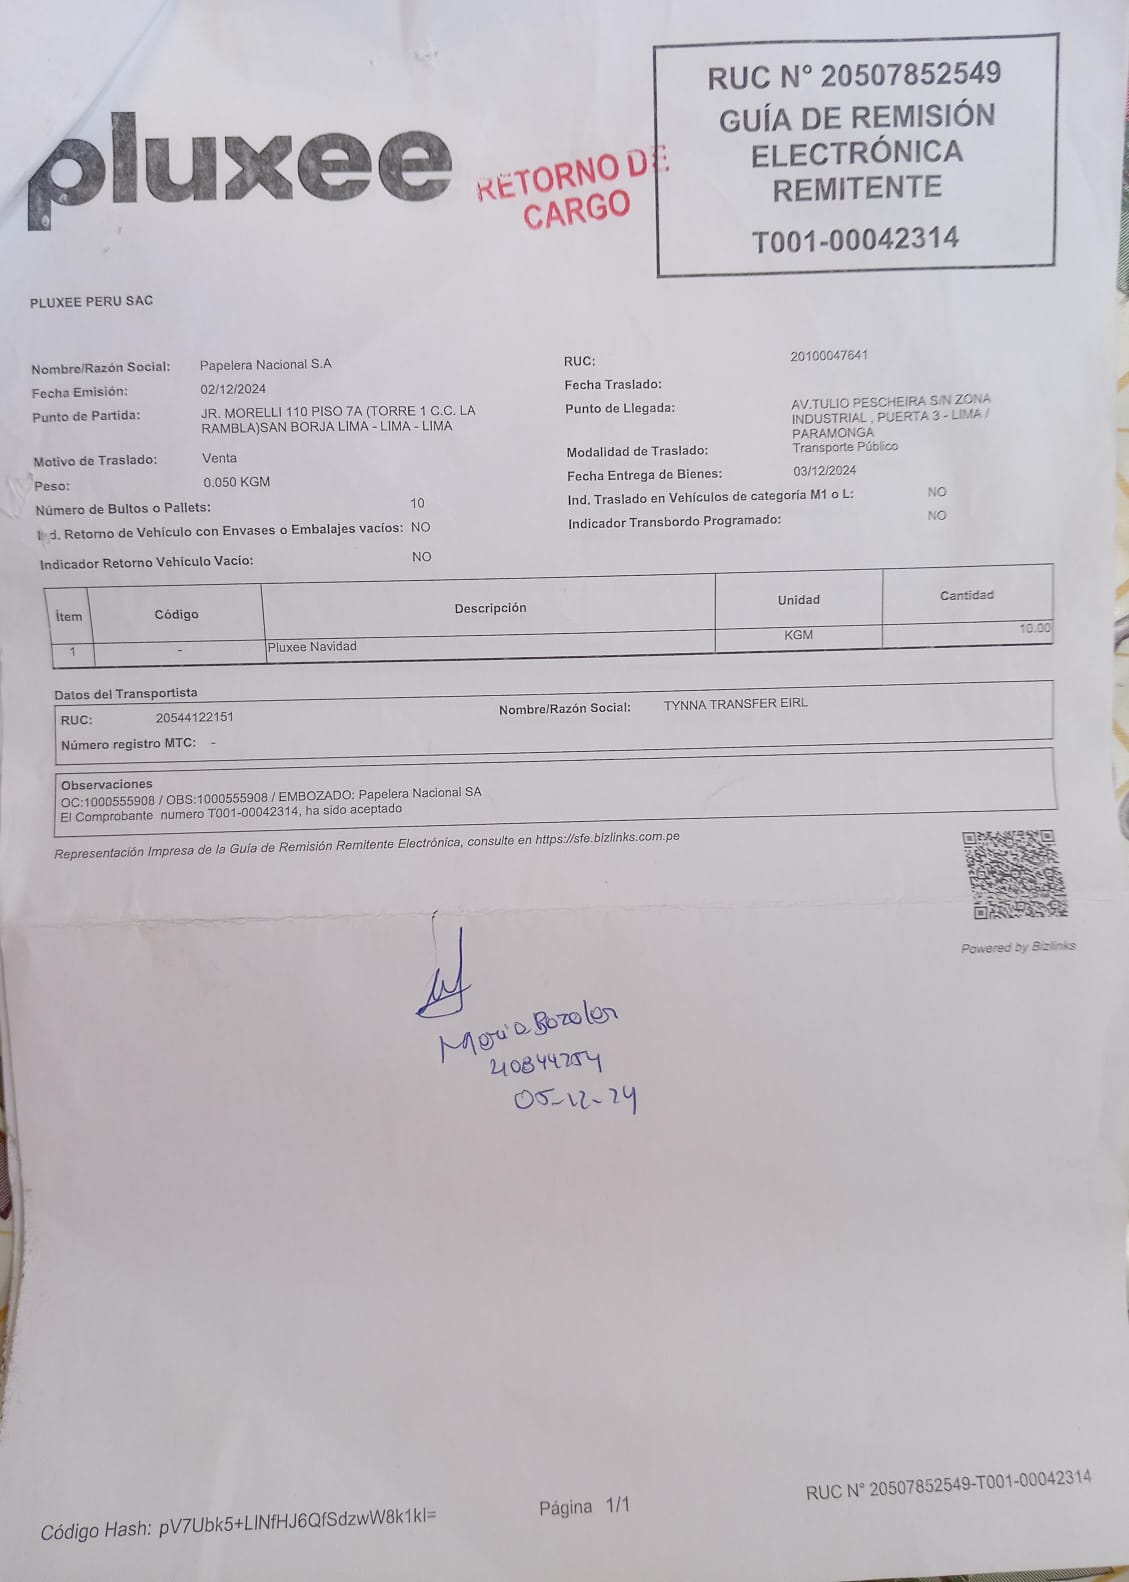 pluxee
RETORNO DE
CARGO
RUC N° 20507852549
GUÍA DE REMISIÓN
ELECTRÓNICA
REMITENTE
T001-00042314
PLUXEE PERU SAC
Nombre/Razón Social: Papelera Nacional S.A
Fecha Emisión: 02/12/2024
Punto de Partida: JR. MORELLI 110 PISO 7A (TORRE 1 C.C. LA
RAMBLA)SAN BORJA LIMA - LIMA - LIMA
Motivo de Traslado: Venta
Peso: 0.050 KGM
Número de Bultos o Pallets: 10
Ind. Retorno de Vehículo con Envases o Embalajes vacíos: NO
Indicador Retorno Vehículo Vacío: NO
RUC: 20100047641
Fecha Traslado:
Punto de Llegada: AV.TULIO PESCHEIRA S/N ZONA
INDUSTRIAL , PUERTA 3 - LIMA /
PARAMONGA
Modalidad de Traslado: Transporte Público
Fecha Entrega de Bienes: 03/12/2024
Ind. Traslado en Vehículos de categoría M1 o L: NO
Indicador Transbordo Programado: NO
Ítem Código Descripción Unidad Cantidad
1 - Pluxee Navidad KGM 10.00
Datos del Transportista
RUC: 20544122151 Nombre/Razón Social: TYNNA TRANSFER EIRL
Número registro MTC: -
Observaciones
OC:1000555908 / OBS:1000555908 / EMBOZADO: Papelera Nacional SA
El Comprobante numero T001-00042314, ha sido aceptado
Representación Impresa de la Guía de Remisión Remitente Electrónica, consulte en https://sfe.bizlinks.com.pe
Powered by Bizlinks
40844254
05-12-24
Código Hash: pV7Ubk5+LINfHJ6QfSdzwW8k1kI=
Página 1/1
RUC N° 20507852549-T001-00042314